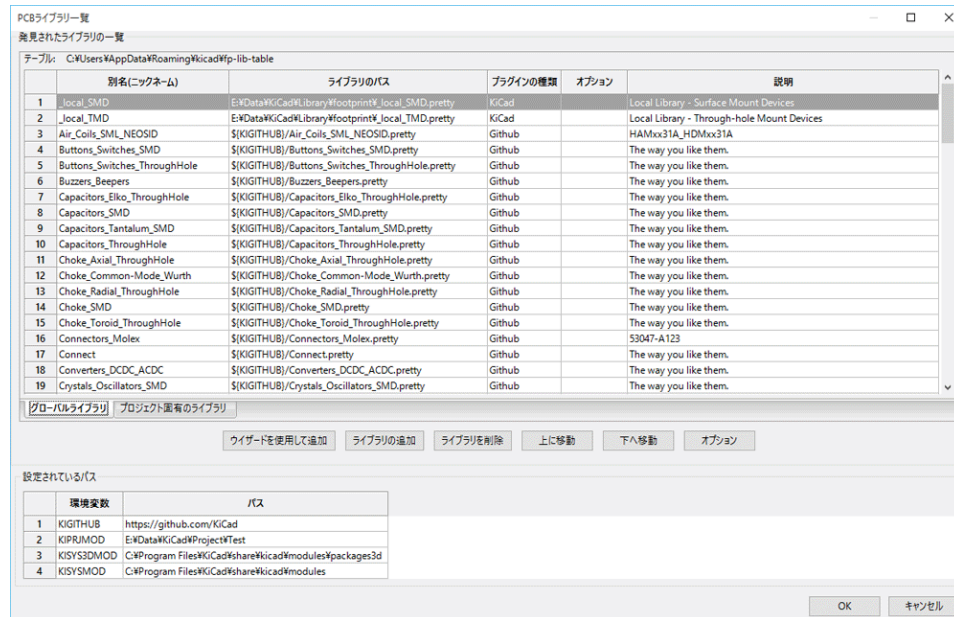 PCBライブラリ一覧
発見されたライブラリの一覧
テーブル: C:¥Users¥AppData¥Roaming¥kicad¥fp-lib-table
別名(ニックネーム) ライブラリのパス プラグインの種類 オプション 説明
1 _local_SMD E:¥Data¥KiCad¥Library¥footprint¥_local_SMD.pretty KiCad Local Library - Surface Mount Devices
2 _local_TMD E:¥Data¥KiCad¥Library¥footprint¥_local_TMD.pretty KiCad Local Library - Through-hole Mount Devices
3 Air_Coils_SML_NEOSID ${KIGITHUB}/Air_Coils_SML_NEOSID.pretty Github HAMxx31A_HDMxx31A
4 Buttons_Switches_SMD ${KIGITHUB}/Buttons_Switches_SMD.pretty Github The way you like them.
5 Buttons_Switches_ThroughHole ${KIGITHUB}/Buttons_Switches_ThroughHole.pretty Github The way you like them.
6 Buzzers_Beepers ${KIGITHUB}/Buzzers_Beepers.pretty Github The way you like them.
7 Capacitors_Elko_ThroughHole ${KIGITHUB}/Capacitors_Elko_ThroughHole.pretty Github The way you like them.
8 Capacitors_SMD ${KIGITHUB}/Capacitors_SMD.pretty Github The way you like them.
9 Capacitors_Tantalum_SMD ${KIGITHUB}/Capacitors_Tantalum_SMD.pretty Github The way you like them.
10 Capacitors_ThroughHole ${KIGITHUB}/Capacitors_ThroughHole.pretty Github The way you like them.
11 Choke_Axial_ThroughHole ${KIGITHUB}/Choke_Axial_ThroughHole.pretty Github The way you like them.
12 Choke_Common-Mode_Wurth ${KIGITHUB}/Choke_Common-Mode_Wurth.pretty Github The way you like them.
13 Choke_Radial_ThroughHole ${KIGITHUB}/Choke_Radial_ThroughHole.pretty Github The way you like them.
14 Choke_SMD ${KIGITHUB}/Choke_SMD.pretty Github The way you like them.
15 Choke_Toroid_ThroughHole ${KIGITHUB}/Choke_Toroid_ThroughHole.pretty Github The way you like them.
16 Connectors_Molex ${KIGITHUB}/Connectors_Molex.pretty Github 53047-A123
17 Connect ${KIGITHUB}/Connect.pretty Github The way you like them.
18 Converters_DCDC_ACDC ${KIGITHUB}/Converters_DCDC_ACDC.pretty Github The way you like them.
19 Crystals_Oscillators_SMD ${KIGITHUB}/Crystals_Oscillators_SMD.pretty Github The way you like them.
グローバルライブラリ プロジェクト固有のライブラリ
ウイザードを使用して追加 ライブラリの追加 ライブラリを削除 上に移動 下へ移動 オプション
設定されているパス
環境変数 パス
1 KIGITHUB https://github.com/KiCad
2 KIPRJMOD E:¥Data¥KiCad¥Project¥Test
3 KISYS3DMOD C:¥Program Files¥KiCad¥share¥kicad¥modules¥packages3d
4 KISYSMOD C:¥Program Files¥KiCad¥share¥kicad¥modules
OK キャンセル